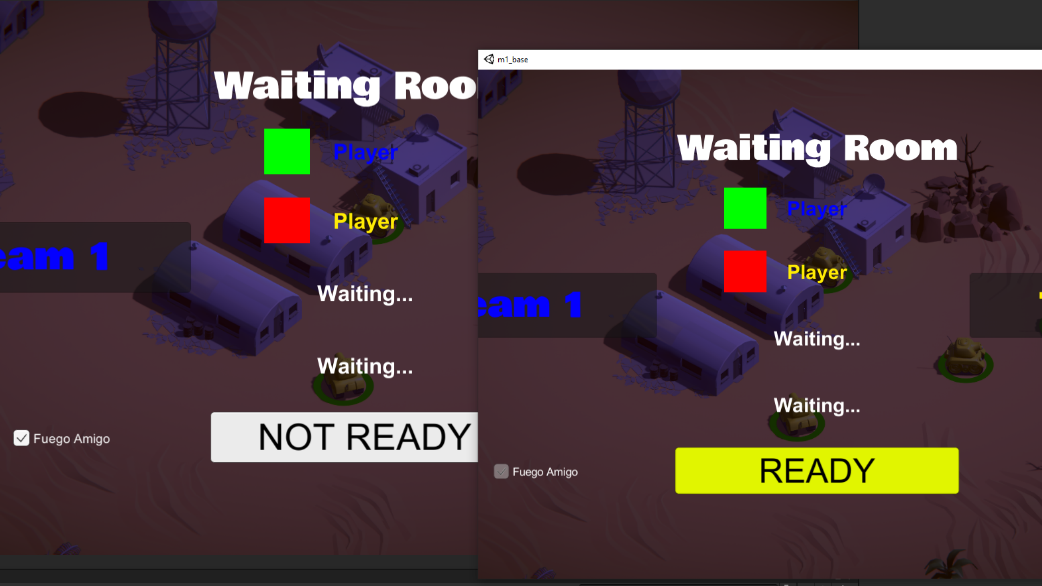 Waiting Roo
Player
Player
eam 1
Waiting...
Waiting...
Fuego Amigo
NOT READY
m1_base
Waiting Room
Player
Player
eam 1
Waiting...
Waiting...
Fuego Amigo
READY